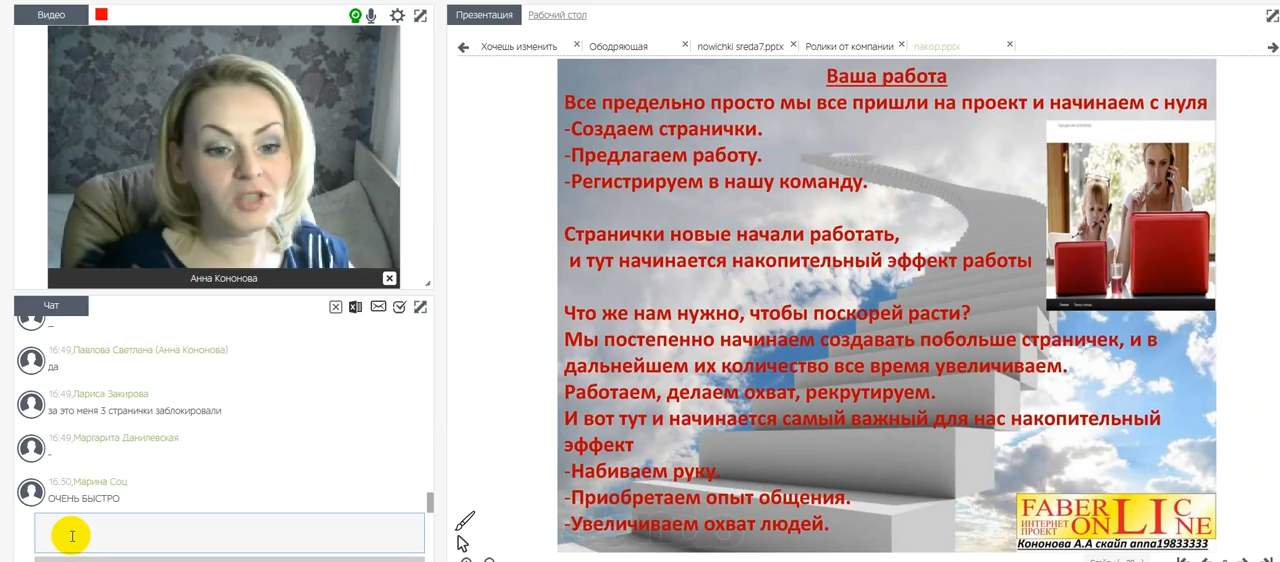 Видео
Анна Кононова
Чат
16:49,Павлова Светлана (Анна Кононова)
да
16:49,Лариса Закирова
за это меня 3 странички заблокировали
16:49,Маргарита Данилевская
-
16:50,Марина Соц
ОЧЕНЬ БЫСТРО
Презентация Рабочий стол
Хочешь изменить Ободряющая nowichki sreda7.pptx Ролики от компании nakop.pptx
Ваша работа
Все предельно просто мы все пришли на проект и начинаем с нуля
-Создаем странички.
-Предлагаем работу.
-Регистрируем в нашу команду.
Странички новые начали работать,
и тут начинается накопительный эффект работы
Что же нам нужно, чтобы поскорей расти?
Мы постепенно начинаем создавать побольше страничек, и в
дальнейшем их количество все время увеличиваем.
Работаем, делаем охват, рекрутируем.
И вот тут и начинается самый важный для нас накопительный
эффект
-Набиваем руку.
-Приобретаем опыт общения.
-Увеличиваем охват людей.
FABERLIC
ИНТЕРНЕТ
ПРОЕКТ
ONLINE
Кононова А.А скайп anna19833333